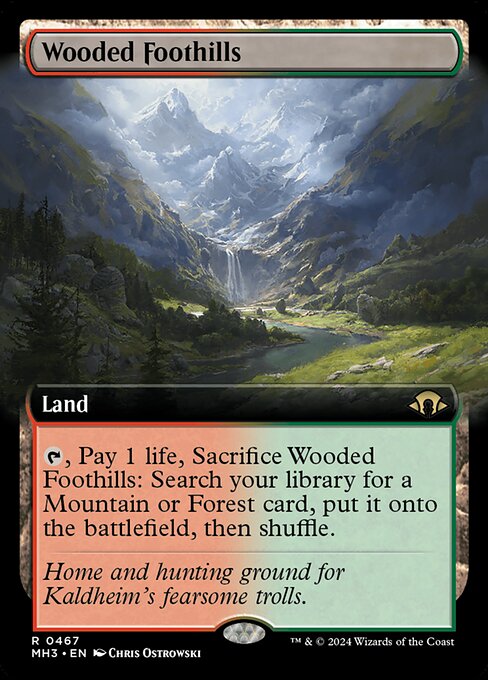 Wooded Foothills
Land
, Pay 1 life, Sacrifice Wooded
Foothills: Search your library for a
Mountain or Forest card, put it onto
the battlefield, then shuffle.
Home and hunting ground for
Kaldheim's fearsome trolls.
R 0467
MH3 • EN Chris Ostrowski
™ & © 2024 Wizards of the Coast